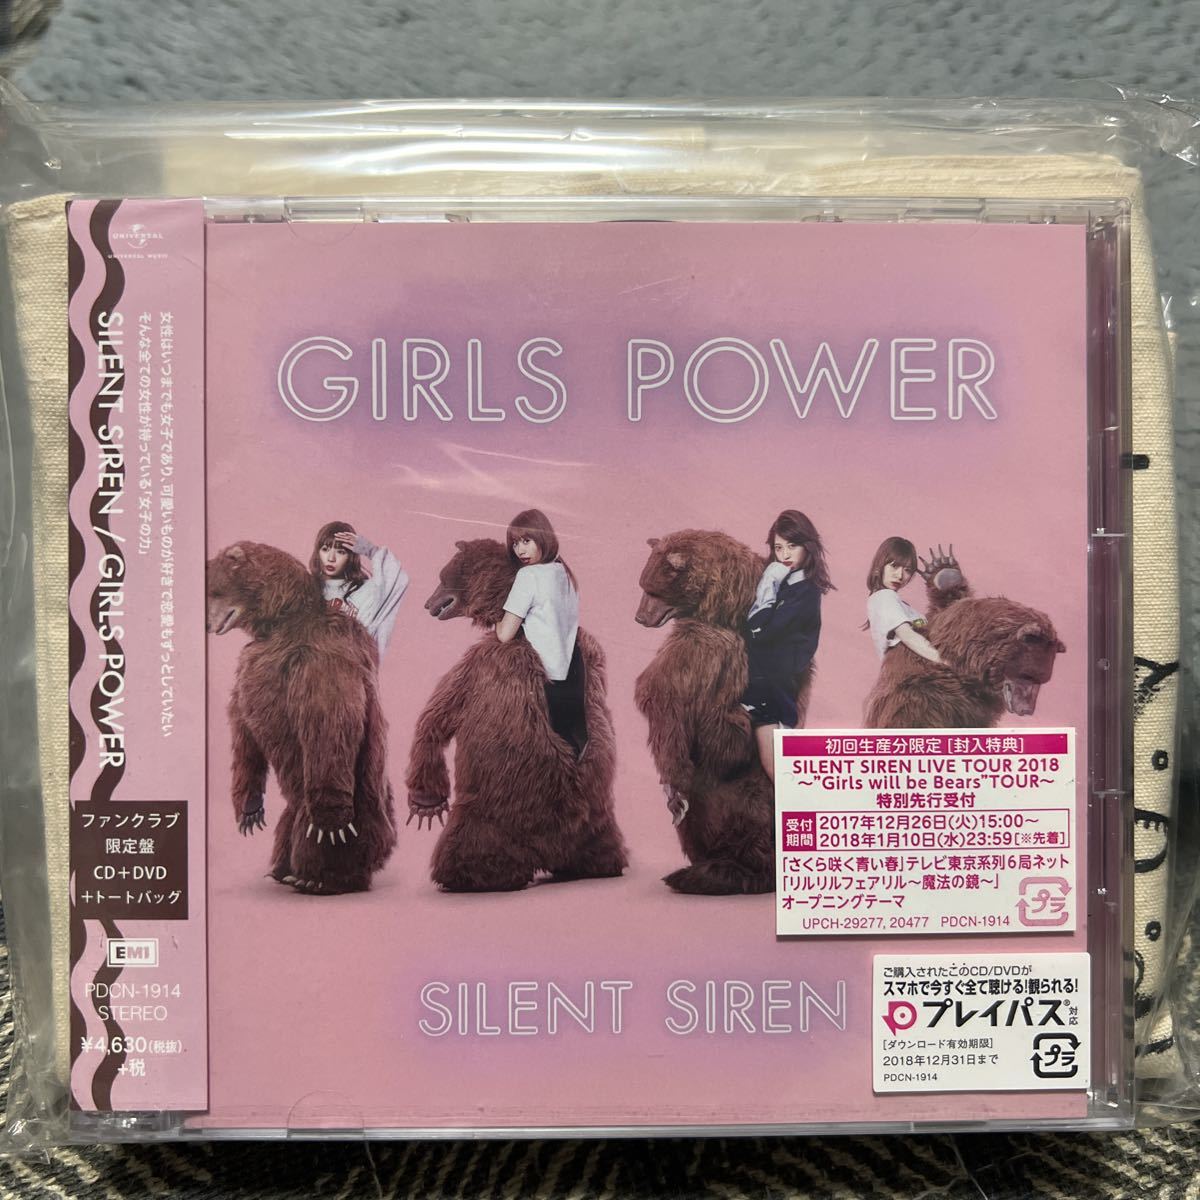 UNIVERSAL
UNIVERSAL MUSIC
女性はいつまでも女子であり、可愛いものが好きで恋愛もずっとしていたい
そんな全ての女性が持っている「女子の力」
SILENT SIREN / GIRLS POWER
ファンクラブ
限定盤
CD+DVD
+トートバッグ
EMI
PDCN-1914
STEREO
¥4,630(税抜)
+税
GIRLS POWER
SILENT SIREN
初回生産分限定 [封入特典]
SILENT SIREN LIVE TOUR 2018
～"Girls will be Bears"TOUR～
特別先行受付
受付期間
2017年12月26日(火)15:00～
2018年1月10日(水)23:59[※先着]
「さくら咲く青い春」テレビ東京系列6局ネット
「リルリルフェアリル～魔法の鏡～」
オープニングテーマ
プラ
UPCH-29277, 20477 PDCN-1914
ご購入されたこのCD/DVDが
スマホで今すぐ全て聴ける!観られる!
プレイパス®対応
[ダウンロード有効期限]
2018年12月31日まで
プラ
PDCN-1914